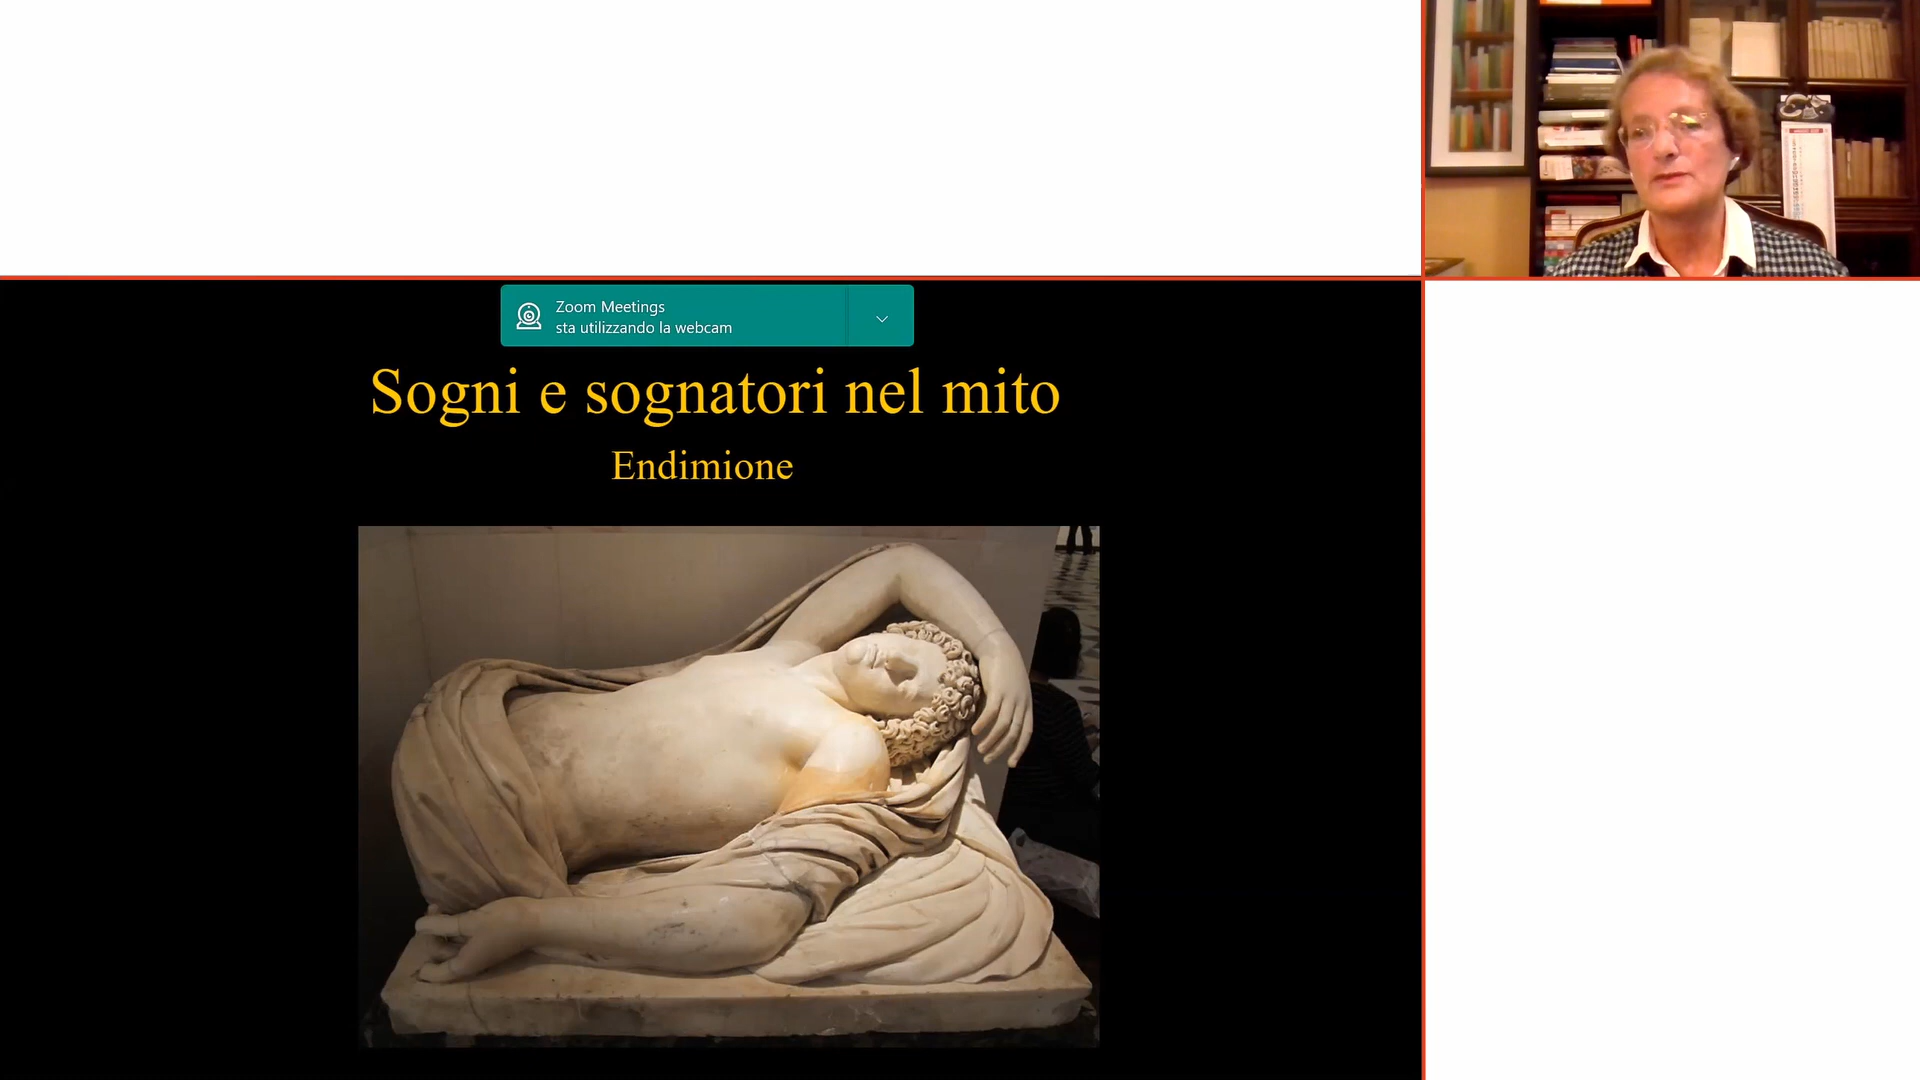 Zoom Meetings
sta utilizzando la webcam
Sogni e sognatori nel mito
Endimione